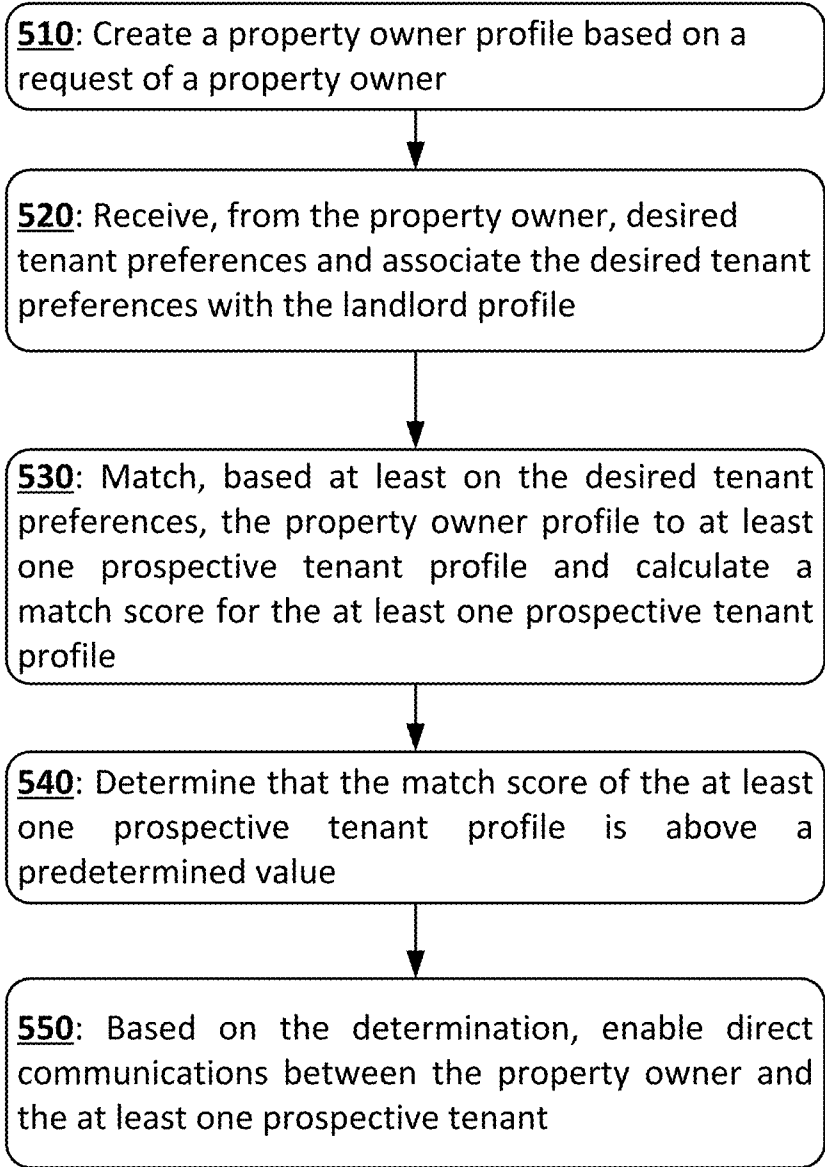 510: Create a property owner profile based on a
request of a property owner
520: Receive, from the property owner, desired
tenant preferences and associate the desired tenant
preferences with the landlord profile
530: Match, based at least on the desired tenant
preferences, the property owner profile to at least
one prospective tenant profile and calculate a
match score for the at least one prospective tenant
profile
540: Determine that the match score of the at least
one prospective tenant profile is above a
predetermined value
550: Based on the determination, enable direct
communications between the property owner and
the at least one prospective tenant